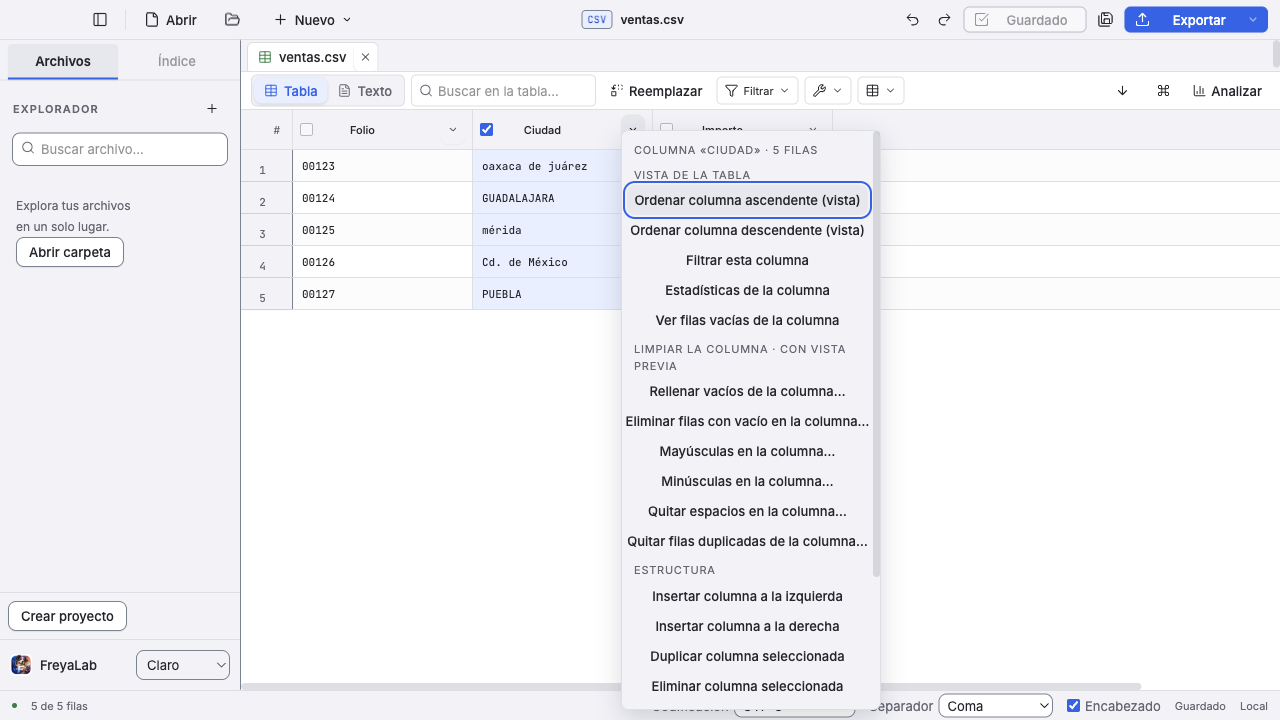 Abrir
Nuevo
CSV ventas.csv
Guardado
Exportar
Archivos
Índice
ventas.csv
EXPLORADOR
Buscar archivo...
Explora tus archivos
en un solo lugar.
Abrir carpeta
Crear proyecto
FreyaLab
Claro
Tabla
Texto
Buscar en la tabla...
Reemplazar
Filtrar
Analizar
# Folio Ciudad Importe
1 00123 oaxaca de juárez
2 00124 GUADALAJARA
3 00125 mérida
4 00126 Cd. de México
5 00127 PUEBLA
COLUMNA «CIUDAD» · 5 FILAS
VISTA DE LA TABLA
Ordenar columna ascendente (vista)
Ordenar columna descendente (vista)
Filtrar esta columna
Estadísticas de la columna
Ver filas vacías de la columna
LIMPIAR LA COLUMNA · CON VISTA
PREVIA
Rellenar vacíos de la columna...
Eliminar filas con vacío en la columna...
Mayúsculas en la columna...
Minúsculas en la columna...
Quitar espacios en la columna...
Quitar filas duplicadas de la columna...
ESTRUCTURA
Insertar columna a la izquierda
Insertar columna a la derecha
Duplicar columna seleccionada
Eliminar columna seleccionada
5 de 5 filas
Separador
Coma
Encabezado
Guardado
Local